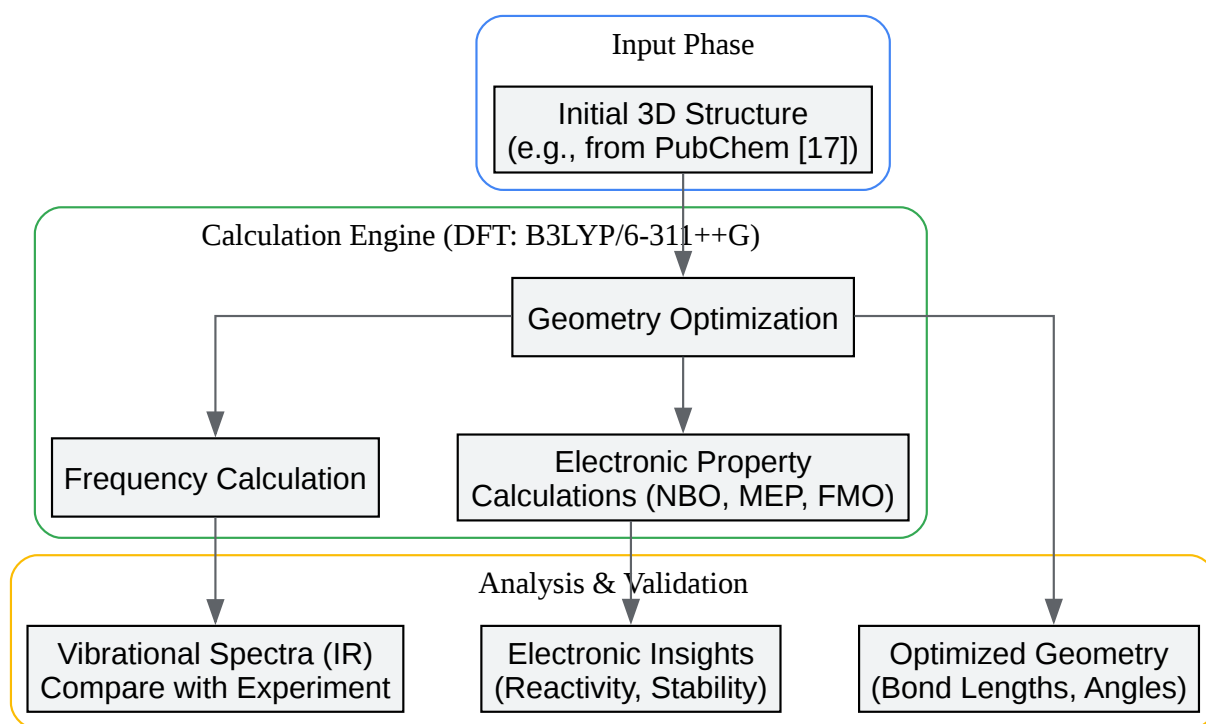 Input Phase
Initial 3D Structure
(e.g., from PubChem [17])
Calculation Engine (DFT: B3LYP/6-311++G)
Geometry Optimization
Frequency Calculation
Electronic Property
Calculations (NBO, MEP, FMO)
Analysis & Validation
Vibrational Spectra (IR)
Compare with Experiment
Electronic Insights
(Reactivity, Stability)
Optimized Geometry
(Bond Lengths, Angles)